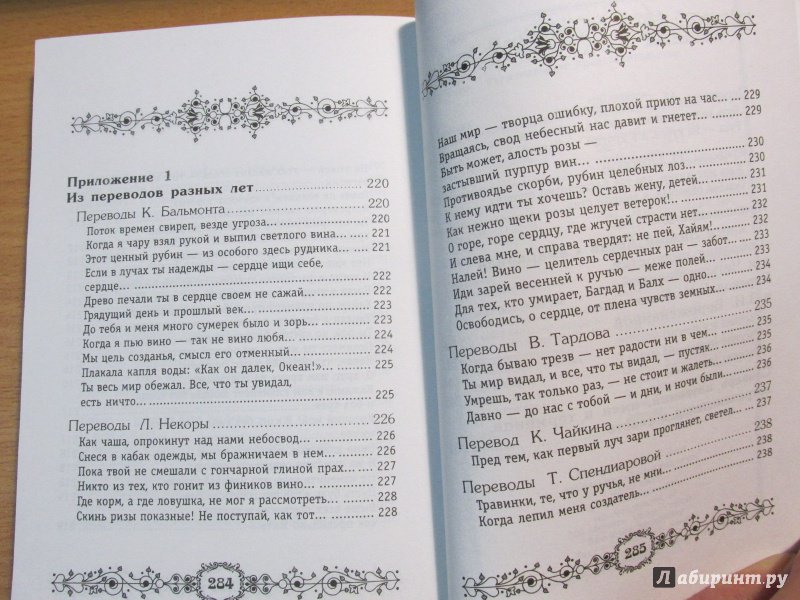 Приложение 1
Из переводов разных лет 220
Переводы К. Бальмонта 220
Поток времен свиреп, везде угроза... 220
Когда я чару взял рукой и выпил светлого вина... 221
Этот ценный рубин — из особого здесь рудника... 221
Если в лучах ты надежды — сердце ищи себе,
сердце... 222
Древо печали ты в сердце своем не сажай... 222
Грядущий день и прошлый век... 223
До тебя и меня много сумерек было и зорь... 223
Когда я пью вино — так не вино любя... 224
Мы цель созданья, смысл его отменный... 224
Плакала капля воды: «Как он далек, Океан!»... 225
Ты весь мир обежал. Все, что ты увидал,
есть ничто... 225
Переводы Л. Некоры 226
Как чаша, опрокинут над нами небосвод... 226
Снеся в кабак одежды, мы бражничаем в нем... 226
Пока твой не смешали с гончарной глиной прах... 227
Никто из тех, кто гонит из фиников вино... 227
Где корм, а где ловушка, не мог я рассмотреть... 228
Скинь ризы показные! Не поступай, как тот... 228
284
Наш мир — творца ошибку, плохой приют на час... 229
Вращаясь, свод небесный нас давит и гнетет... 229
Быть может, алость розы —
застывший пурпур вин... 230
Противоядье скорби, рубин целебных лоз... 230
К нему идти ты хочешь? Оставь жену, детей... 231
Как нежно щеки розы целует ветерок!.. 231
О горе, горе сердцу, где жгучей страсти нет... 232
И слева мне, и справа твердят: не пей, Хайям!.. 232
Налей! Вино — целитель сердечных ран — забот... 233
Иди зарей весенней к ручью — меже полей... 233
Для тех, кто умирает, Багдад и Балх — одно... 234
Освободись, о сердце, от плена чувств земных... 234
Переводы В. Тардова 235
Когда бываю трезв — нет радости ни в чем... 235
Ты мир видал, и все, что ты видал, — пустяк... 235
Умрешь, так только раз, — не стоит и жалеть... 236
Давно — до нас с тобой — и дни, и ночи были... 236
Перевод К. Чайкина 237
Пред тем, как первый луч зари проглянет, светел... 237
Переводы Т. Спендиаровой 238
Травинки, те, что у ручья, не мни... 238
Когда лепил меня создатель... 238
285
Лабиринт.ру